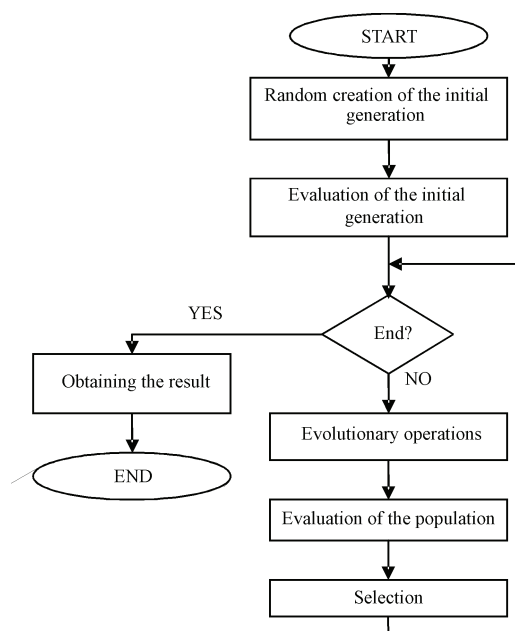 START
Random creation of the initial
generation
Evaluation of the initial
generation
End?
YES
NO
Obtaining the result
END
Evolutionary operations
Evaluation of the population
Selection